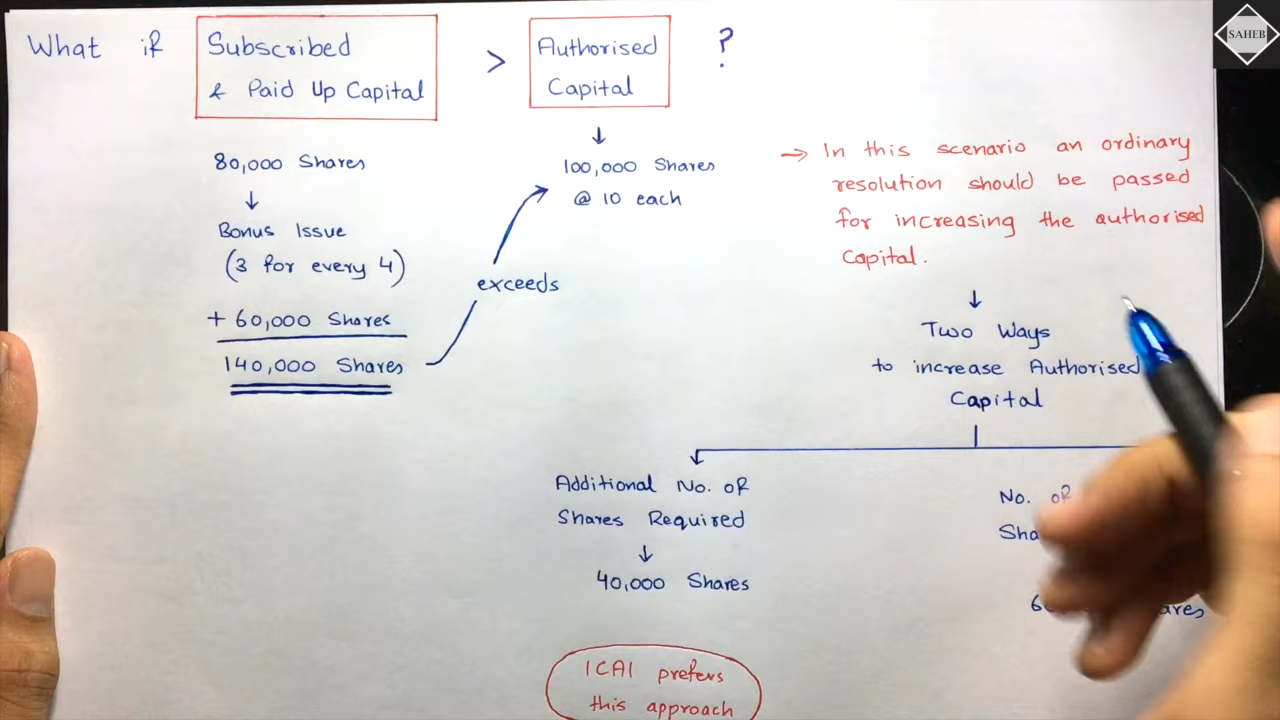 What if Subscribed & Paid Up Capital > Authorised Capital ?
80,000 Shares
↓
Bonus Issue
(3 for every 4)
+ 60,000 Shares
140,000 Shares
exceeds
↓
100,000 Shares
@ 10 each
→ In this scenario an ordinary
resolution should be passed
for increasing the authorised
Capital.
↓
Two Ways
to increase Authorised
Capital
Additional No. of
Shares Required
↓
40,000 Shares
ICAI prefers
this approach
No. of
SAHEB